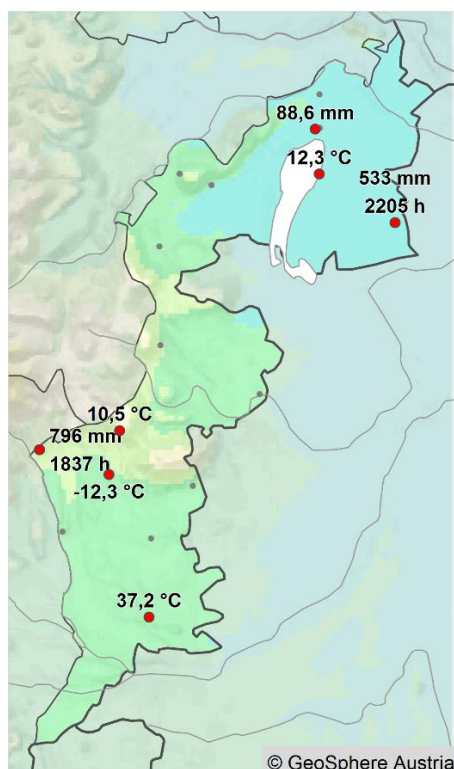 88,6 mm
12,3 °C
533 mm
2205 h
10,5 °C
796 mm
1837 h
-12,3 °C
37,2 °C
© GeoSphere Austria